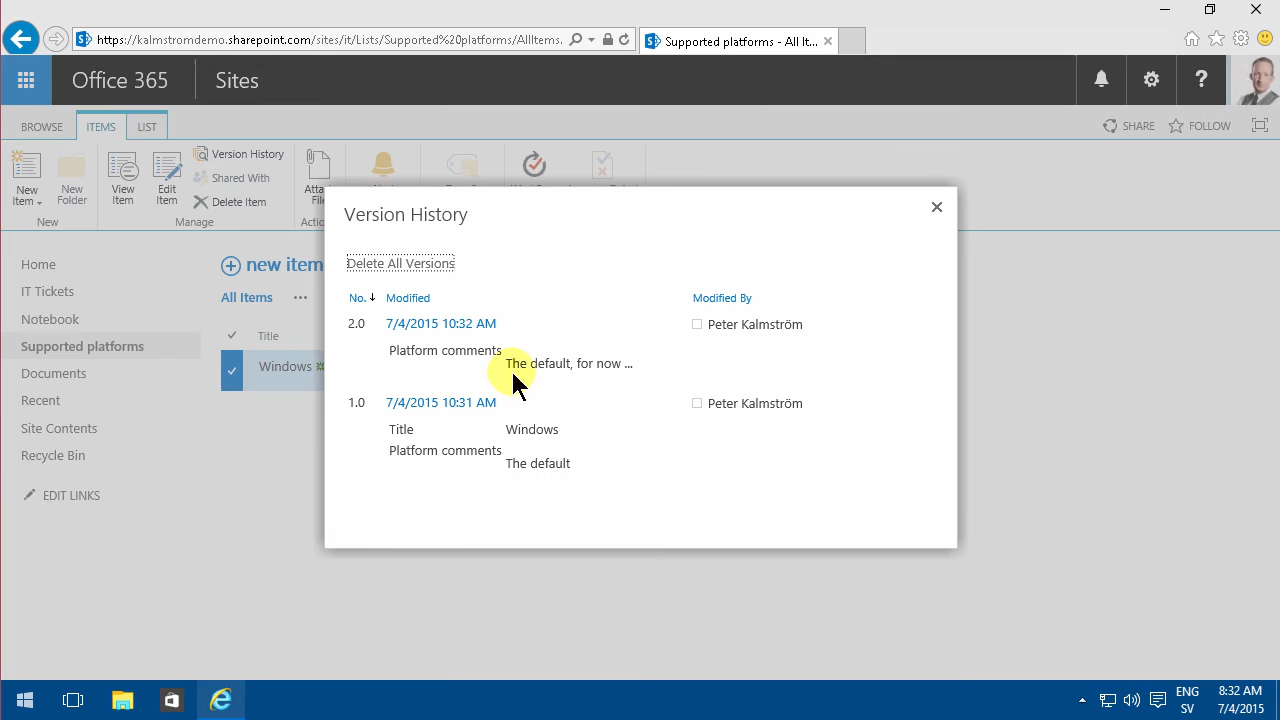 https://kalmstromdemo.sharepoint.com/sites/it/Lists/Supported%20platforms/AllItems.
Supported platforms - All It...
Office 365
Sites
BROWSE
ITEMS
LIST
SHARE
FOLLOW
New Item
New Folder
View Item
Edit Item
Version History
Shared With
Delete Item
New
Manage
Version History
Delete All Versions
No.
Modified
Modified By
2.0
7/4/2015 10:32 AM
Peter Kalmström
Platform comments
The default, for now ...
1.0
7/4/2015 10:31 AM
Peter Kalmström
Title
Windows
Platform comments
The default
Home
IT Tickets
Notebook
Supported platforms
Documents
Recent
Site Contents
Recycle Bin
EDIT LINKS
new item
All Items
Title
Windows
ENG
SV
8:32 AM
7/4/2015